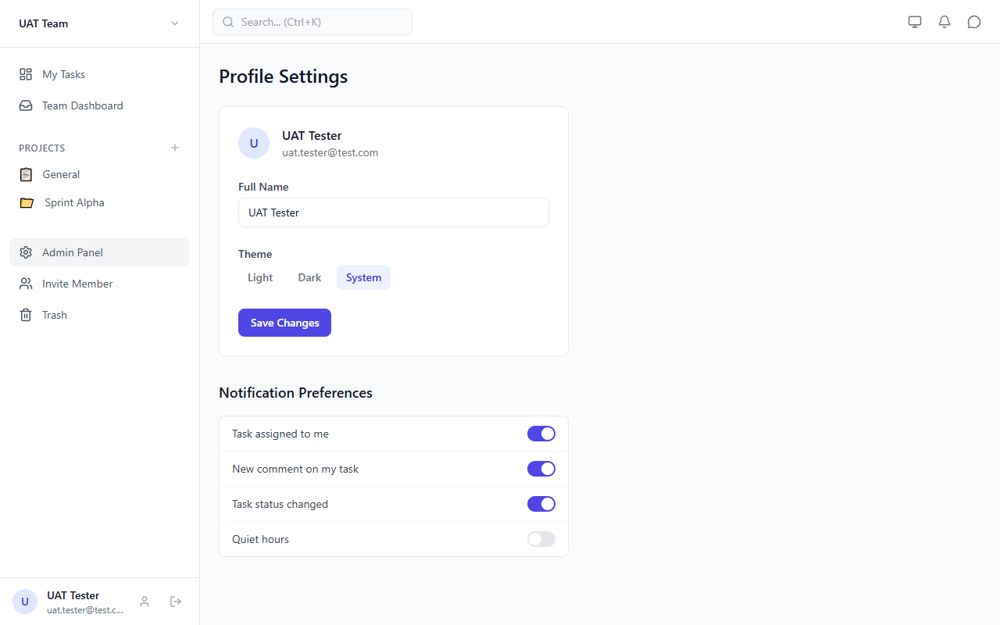 UAT Team
Search... (Ctrl+K)
My Tasks
Team Dashboard
PROJECTS
General
Sprint Alpha
Admin Panel
Invite Member
Trash
U
UAT Tester
uat.tester@test.c...
Profile Settings
U
UAT Tester
uat.tester@test.com
Full Name
UAT Tester
Theme
Light Dark System
Save Changes
Notification Preferences
Task assigned to me
New comment on my task
Task status changed
Quiet hours